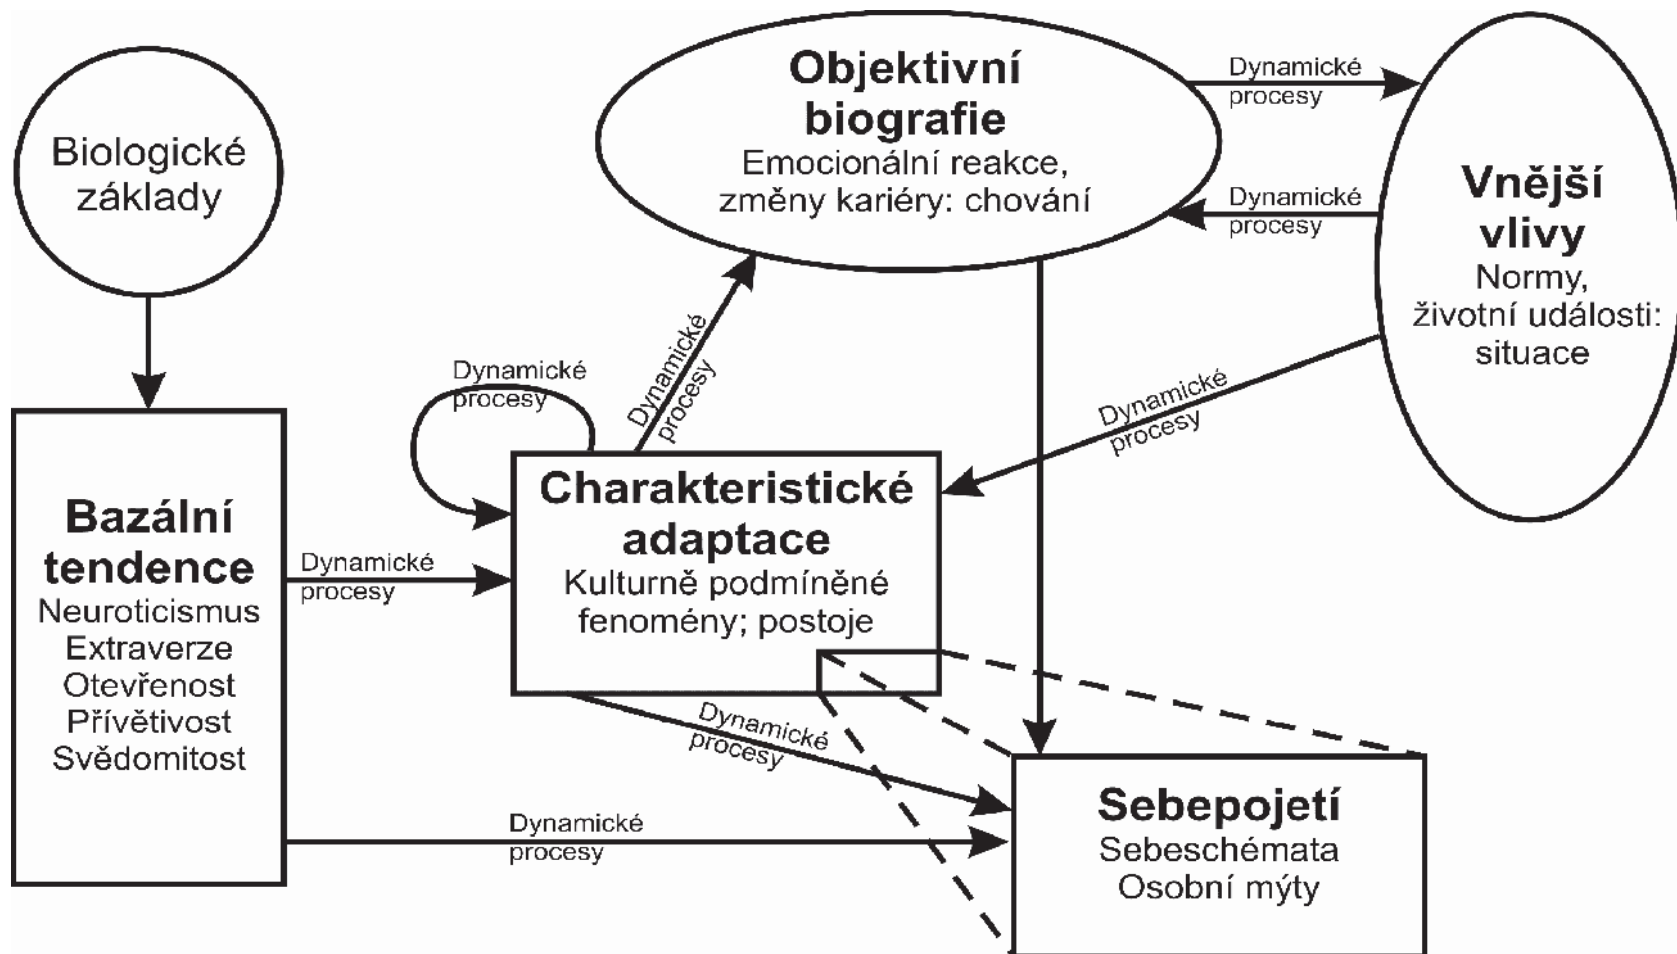 Biologické
základy
Objektivní
biografie
Emocionální reakce,
změny kariéry: chování
Dynamické
procesy
Dynamické
procesy
Vnější
vlivy
Normy,
životní události:
situace
Dynamické
procesy
Dynamické
procesy
Dynamické
procesy
Bazální
tendence
Neuroticismus
Extraverze
Otevřenost
Přívětivost
Svědomitost
Dynamické
procesy
Charakteristické
adaptace
Kulturně podmíněné
fenomény; postoje
Dynamické
procesy
Dynamické
procesy
Sebepojetí
Sebeschémata
Osobní mýty